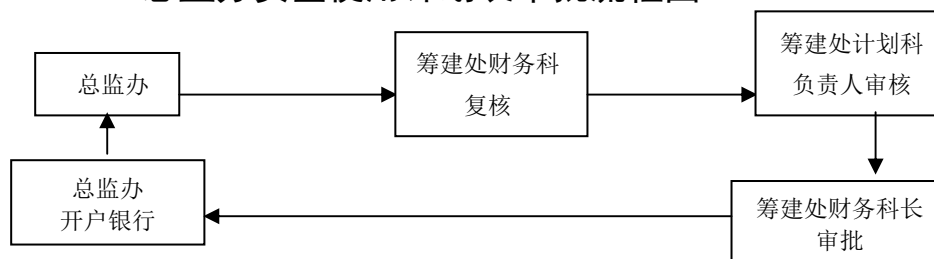 总监办
筹建处财务科
复核
筹建处计划科
负责人审核
总监办
开户银行
筹建处财务科长
审批